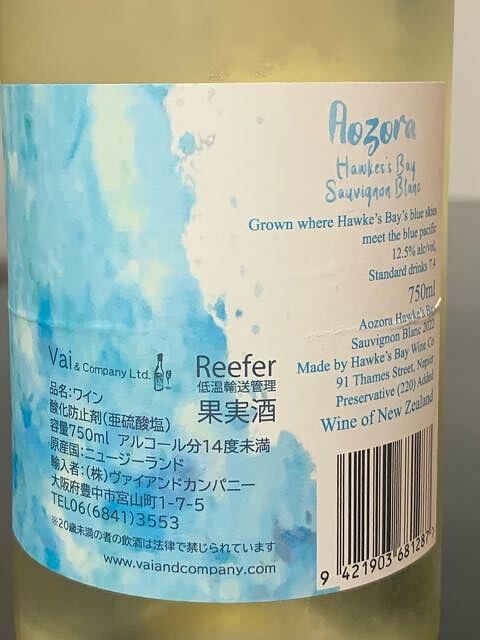 Aozora
Hawkes's Bay
Sauvignon Blanc
Grown where Hawke's Bay's blue skies
meet the blue pacific
12.5% alc/vol,
Standard drinks 7.4
750ml
Aozora Hawke's Bay
Sauvignon Blanc 2022
Made by Hawke's Bay Wine Co
91 Thames Street, Napier
Preservative (220) Added
Wine of New Zealand
Vai & Company Ltd.
Reefer
低温輸送管理
果実酒
品名:ワイン
酸化防止剤(亜硫酸塩)
容量750ml アルコール分14度未満
原産国:ニュージーランド
輸入者:(株)ヴァイアンドカンパニー
大阪府豊中市宮山町1-7-5
TEL06(6841)3553
※20歳未満の者の飲酒は法律で禁じられています
www.vaiandcompany.com
9 421903 681287